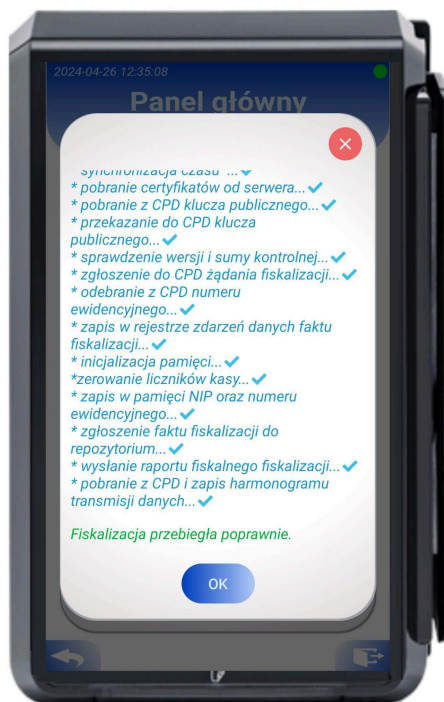 2024-04-26 12:35:08
Panel główny
synchronizacja czasu ...✔
* pobranie certyfikatów od serwera...✔
* pobranie z CPD klucza publicznego...✔
* przekazanie do CPD klucza
publicznego...✔
* sprawdzenie wersji i sumy kontrolnej...✔
* zgłoszenie do CPD żądania fiskalizacji...✔
* odebranie z CPD numeru
ewidencyjnego...✔
* zapis w rejestrze zdarzeń danych faktu
fiskalizacji...✔
* inicjalizacja pamięci...✔
*zerowanie liczników kasy...✔
* zapis w pamięci NIP oraz numeru
ewidencyjnego...✔
* zgłoszenie faktu fiskalizacji do
repozytorium...✔
* wysłanie raportu fiskalnego fiskalizacji...✔
* pobranie z CPD i zapis harmonogramu
transmisji danych...✔
Fiskalizacja przebiegła poprawnie.
OK